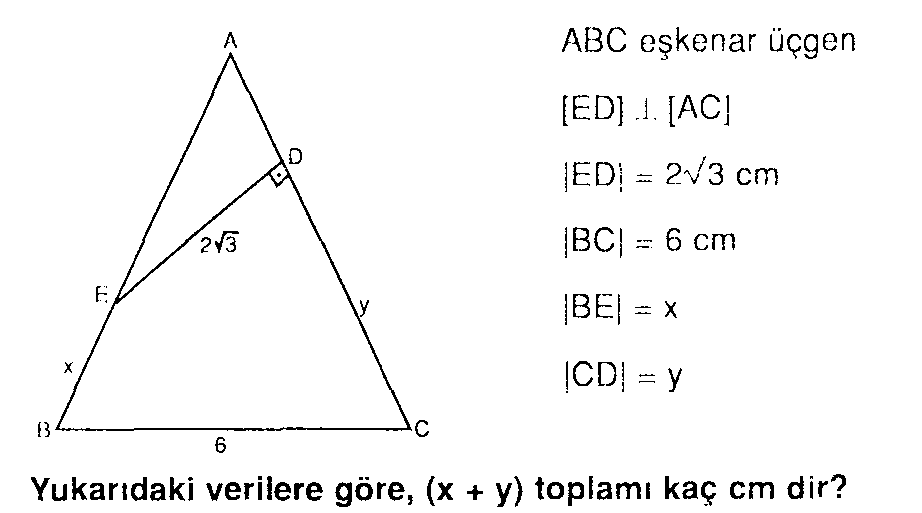 A
ABC eşkenar üçgen
[ED] ⊥ [AC]
D
|ED| = 2√3 cm
2√3
|BC| = 6 cm
E
y
|BE| = x
x
|CD| = y
B
C
6
Yukarıdaki verilere göre, (x + y) toplamı kaç cm dir?